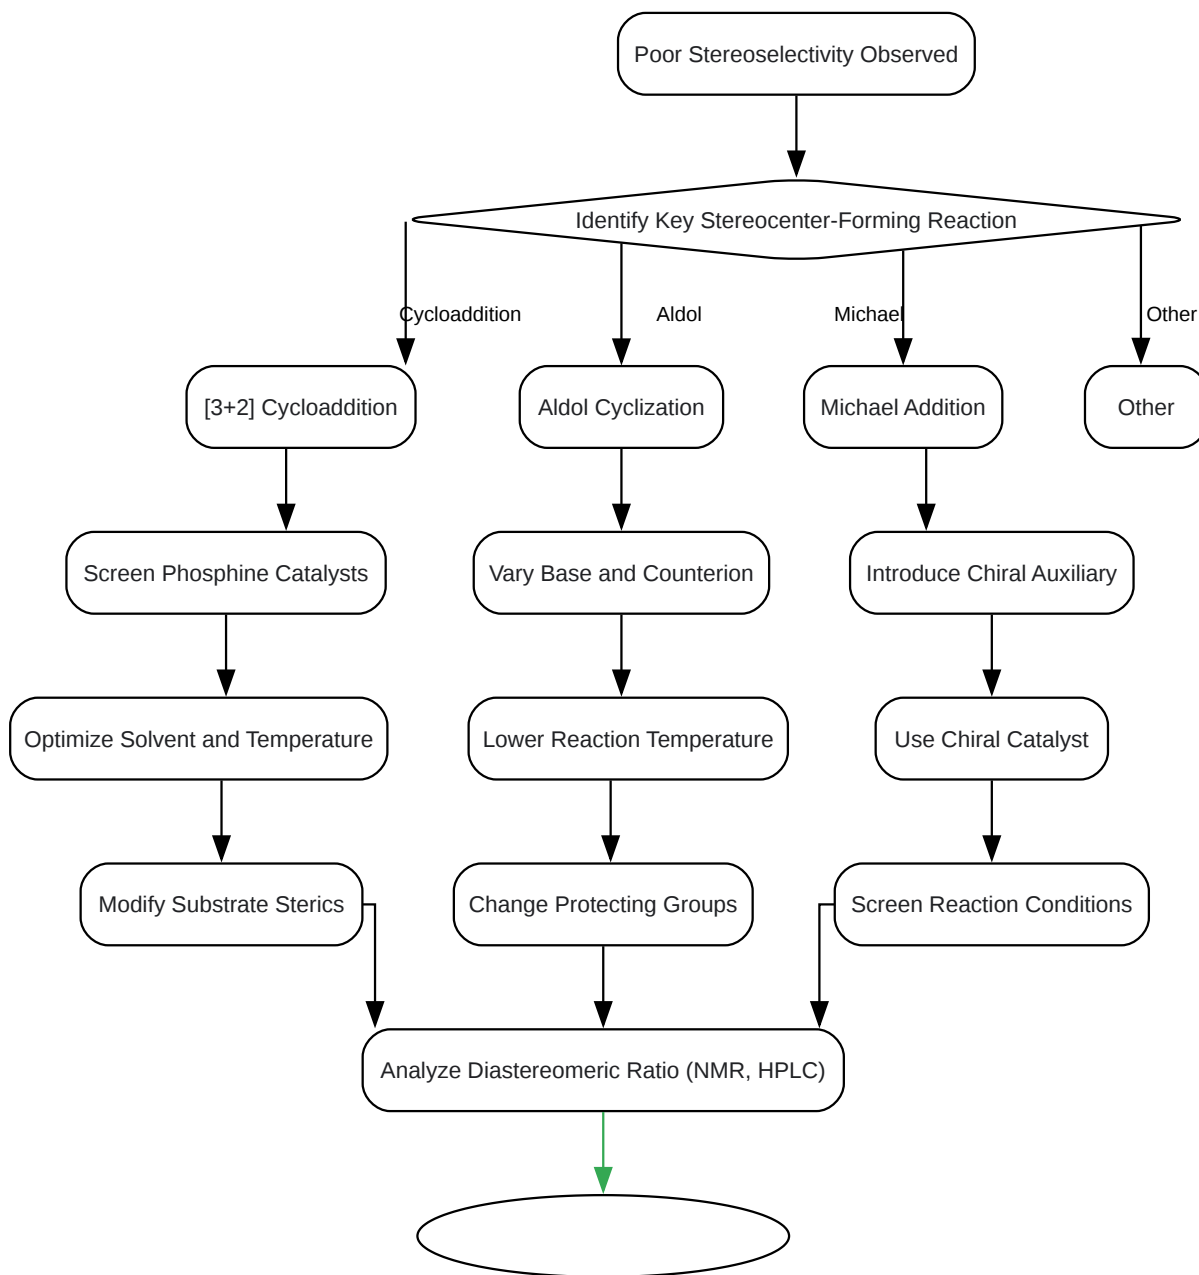 Poor Stereoselectivity Observed
Identify Key Stereocenter-Forming Reaction
Cycloaddition
Aldol
Michael
Other
[3+2] Cycloaddition
Aldol Cyclization
Michael Addition
Other
Screen Phosphine Catalysts
Vary Base and Counterion
Introduce Chiral Auxiliary
Optimize Solvent and Temperature
Lower Reaction Temperature
Use Chiral Catalyst
Modify Substrate Sterics
Change Protecting Groups
Screen Reaction Conditions
Analyze Diastereomeric Ratio (NMR, HPLC)